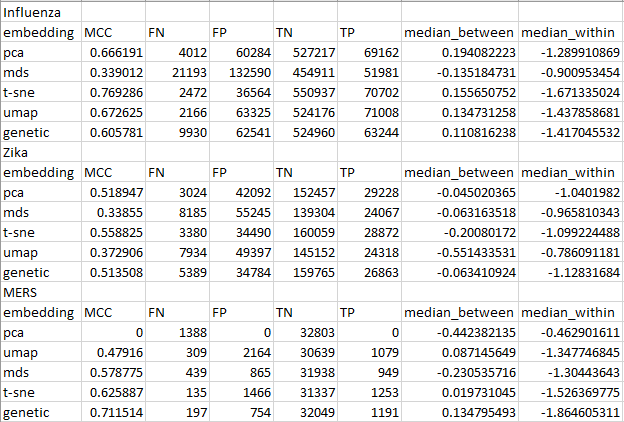 Influenza
embedding MCC FN FP TN TP median_between median_within
pca 0.666191 4012 60284 527217 69162 0.194082223 -1.289910869
mds 0.339012 21193 132590 454911 51981 -0.135184731 -0.900953454
t-sne 0.769286 2472 36564 550937 70702 0.155650752 -1.671335024
umap 0.672625 2166 63325 524176 71008 0.134731258 -1.437858681
genetic 0.605781 9930 62541 524960 63244 0.110816238 -1.417045532
Zika
embedding MCC FN FP TN TP median_between median_within
pca 0.518947 3024 42092 152457 29228 -0.045020365 -1.0401982
mds 0.33855 8185 55245 139304 24067 -0.063163518 -0.965810343
t-sne 0.558825 3380 34490 160059 28872 -0.20080172 -1.099224488
umap 0.372906 7934 49397 145152 24318 -0.551433531 -0.786091181
genetic 0.513508 5389 34784 159765 26863 -0.063410924 -1.12831684
MERS
embedding MCC FN FP TN TP median_between median_within
pca 0 1388 0 32803 0 -0.442382135 -0.462901611
umap 0.47916 309 2164 30639 1079 0.087145649 -1.347746845
mds 0.578775 439 865 31938 949 -0.230535716 -1.30443643
t-sne 0.625887 135 1466 31337 1253 0.019731045 -1.526369775
genetic 0.711514 197 754 32049 1191 0.134795493 -1.864605311